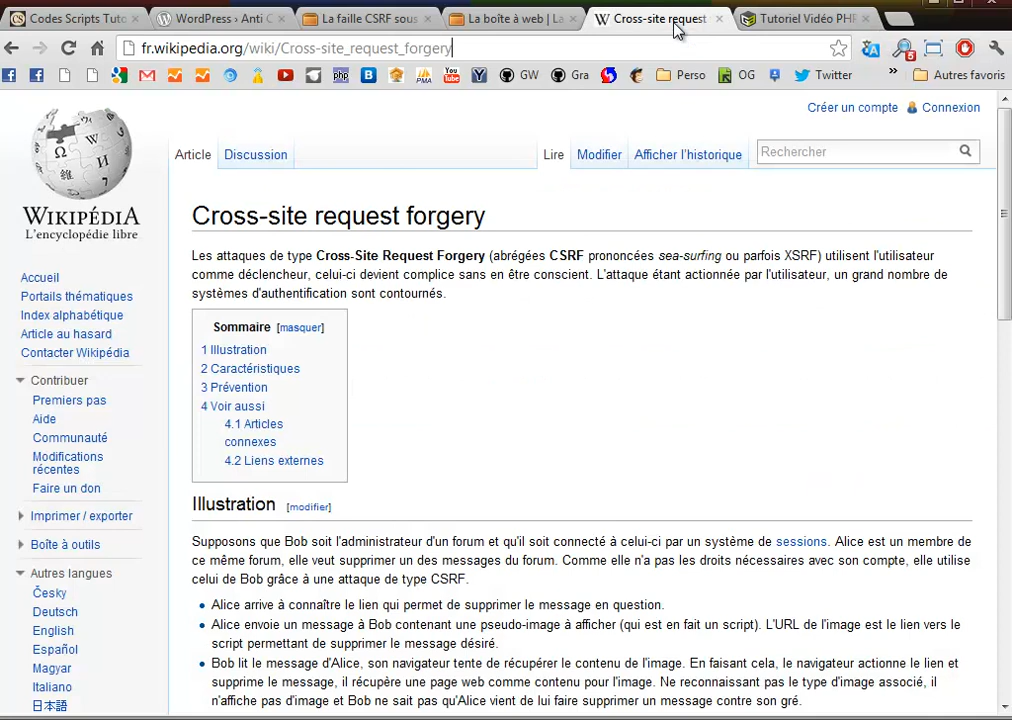 Codes Scripts Tuto
WordPress › Anti C
La faille CSRF sous
La boîte à web | La
Cross-site request
Tutoriel Vidéo PHP
fr.wikipedia.org/wiki/Cross-site_request_forgery
php
B
PMA
You Tube
Y
GW
Gra
Perso
OG
Twitter
»
Autres favoris
Créer un compte
Connexion
Article
Discussion
Lire
Modifier
Afficher l'historique
Rechercher
WIKIPÉDIA
L'encyclopédie libre
Accueil
Portails thématiques
Index alphabétique
Article au hasard
Contacter Wikipédia
Contribuer
Premiers pas
Aide
Communauté
Modifications
récentes
Faire un don
Imprimer / exporter
Boîte à outils
Autres langues
Česky
Deutsch
English
Español
Magyar
Italiano
日本語
Cross-site request forgery
Les attaques de type Cross-Site Request Forgery (abrégées CSRF prononcées sea-surfing ou parfois XSRF) utilisent l'utilisateur
comme déclencheur, celui-ci devient complice sans en être conscient. L'attaque étant actionnée par l'utilisateur, un grand nombre de
systèmes d'authentification sont contournés.
Sommaire [masquer]
1 Illustration
2 Caractéristiques
3 Prévention
4 Voir aussi
4.1 Articles
connexes
4.2 Liens externes
Illustration [modifier]
Supposons que Bob soit l'administrateur d'un forum et qu'il soit connecté à celui-ci par un système de sessions. Alice est un membre de
ce même forum, elle veut supprimer un des messages du forum. Comme elle n'a pas les droits nécessaires avec son compte, elle utilise
celui de Bob grâce à une attaque de type CSRF.
Alice arrive à connaître le lien qui permet de supprimer le message en question.
Alice envoie un message à Bob contenant une pseudo-image à afficher (qui est en fait un script). L'URL de l'image est le lien vers le
script permettant de supprimer le message désiré.
Bob lit le message d'Alice, son navigateur tente de récupérer le contenu de l'image. En faisant cela, le navigateur actionne le lien et
supprime le message, il récupère une page web comme contenu pour l'image. Ne reconnaissant pas le type d'image associé, il
n'affiche pas d'image et Bob ne sait pas qu'Alice vient de lui faire supprimer un message contre son gré.